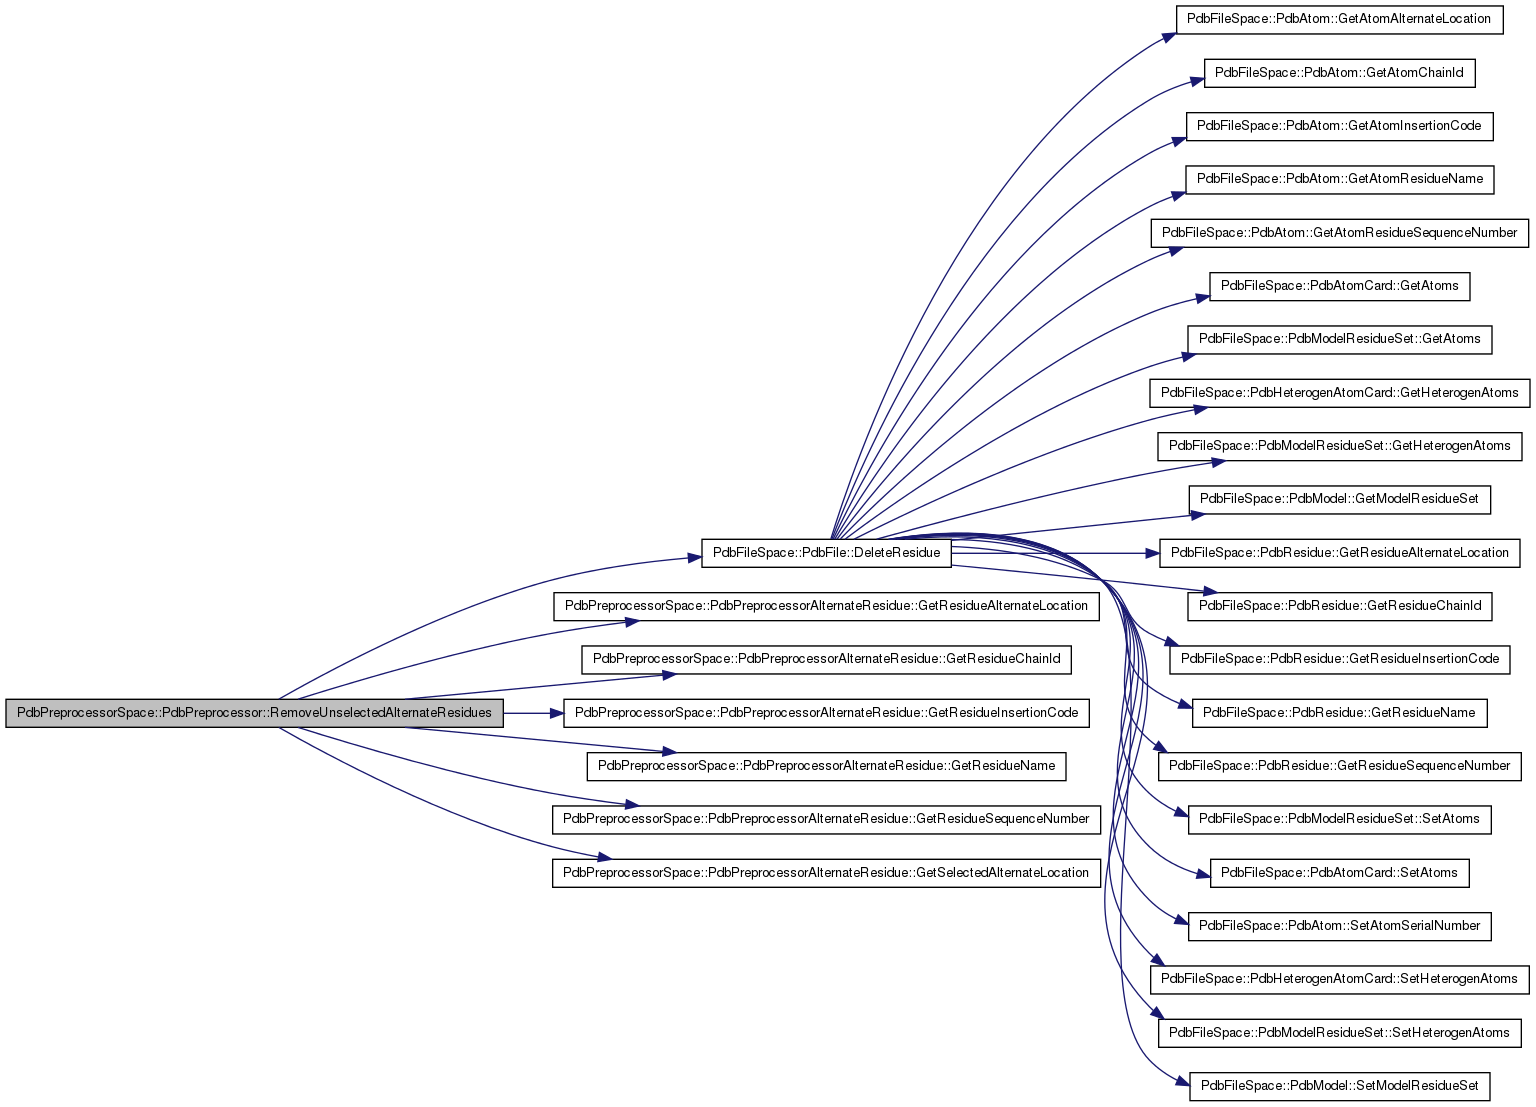 PdbFileSpace::PdbAtom::GetAtomAlternateLocation
PdbFileSpace::PdbAtom::GetAtomChainId
PdbFileSpace::PdbAtom::GetAtomInsertionCode
PdbFileSpace::PdbAtom::GetAtomResidueName
PdbFileSpace::PdbAtom::GetAtomResidueSequenceNumber
PdbFileSpace::PdbAtomCard::GetAtoms
PdbFileSpace::PdbModelResidueSet::GetAtoms
PdbFileSpace::PdbHeterogenAtomCard::GetHeterogenAtoms
PdbFileSpace::PdbModelResidueSet::GetHeterogenAtoms
PdbFileSpace::PdbModel::GetModelResidueSet
PdbFileSpace::PdbFile::DeleteResidue
PdbFileSpace::PdbResidue::GetResidueAlternateLocation
PdbPreprocessorSpace::PdbPreprocessorAlternateResidue::GetResidueAlternateLocation
PdbFileSpace::PdbResidue::GetResidueChainId
PdbPreprocessorSpace::PdbPreprocessorAlternateResidue::GetResidueChainId
PdbFileSpace::PdbResidue::GetResidueInsertionCode
PdbPreprocessorSpace::PdbPreprocessor::RemoveUnselectedAlternateResidues
PdbPreprocessorSpace::PdbPreprocessorAlternateResidue::GetResidueInsertionCode
PdbFileSpace::PdbResidue::GetResidueName
PdbPreprocessorSpace::PdbPreprocessorAlternateResidue::GetResidueName
PdbFileSpace::PdbResidue::GetResidueSequenceNumber
PdbPreprocessorSpace::PdbPreprocessorAlternateResidue::GetResidueSequenceNumber
PdbFileSpace::PdbModelResidueSet::SetAtoms
PdbPreprocessorSpace::PdbPreprocessorAlternateResidue::GetSelectedAlternateLocation
PdbFileSpace::PdbAtomCard::SetAtoms
PdbFileSpace::PdbAtom::SetAtomSerialNumber
PdbFileSpace::PdbHeterogenAtomCard::SetHeterogenAtoms
PdbFileSpace::PdbModelResidueSet::SetHeterogenAtoms
PdbFileSpace::PdbModel::SetModelResidueSet